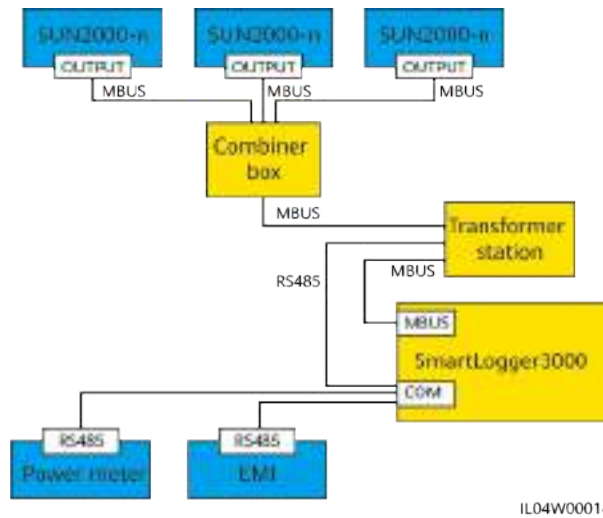 SUN2000-n SUN2000-n SUN2000-n
OUTPUT OUTPUT OUTPUT
MBUS MBUS MBUS
Combiner
box
MBUS
Transformer
station
MBUS
RS485
MBUS
SmartLogger3000
COM
RS485 RS485
Power meter EMI